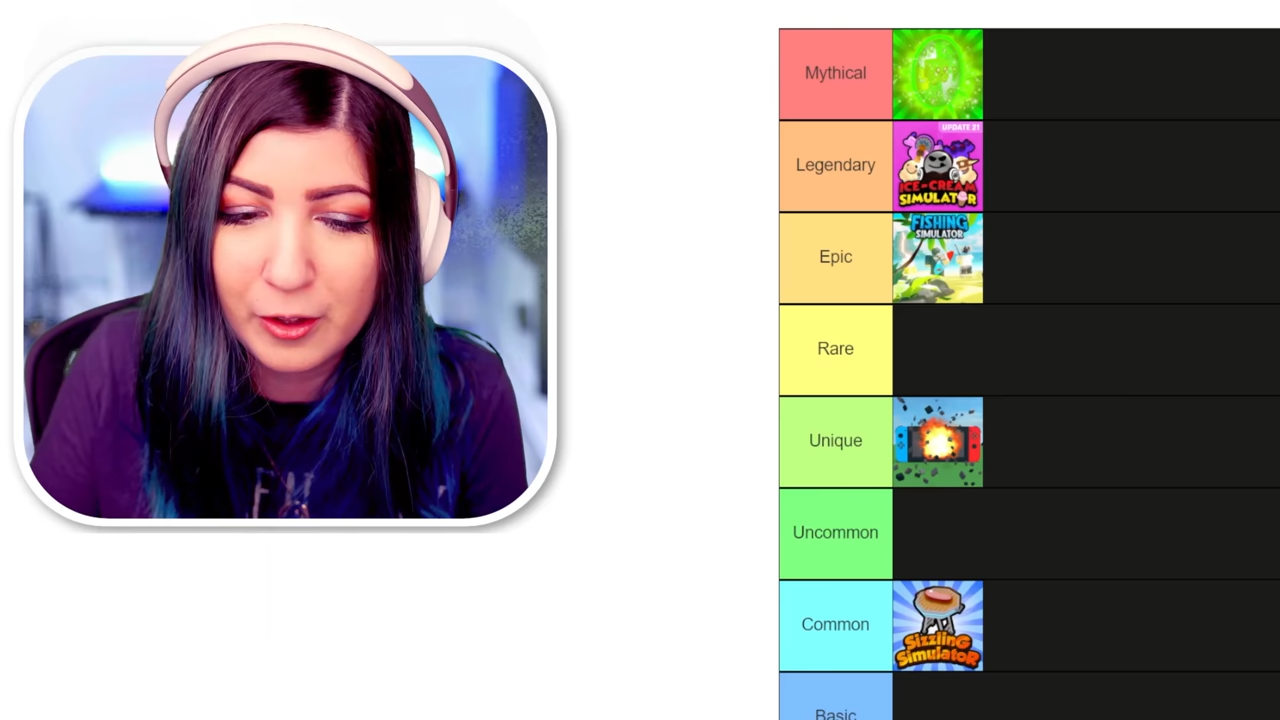 Mythical
UPDATE 21
Legendary
ICE-CREAM
SIMULATOR
FISHING
SIMULATOR
Epic
Rare
Unique
Uncommon
Common
Sizzling
Simulator
Basic